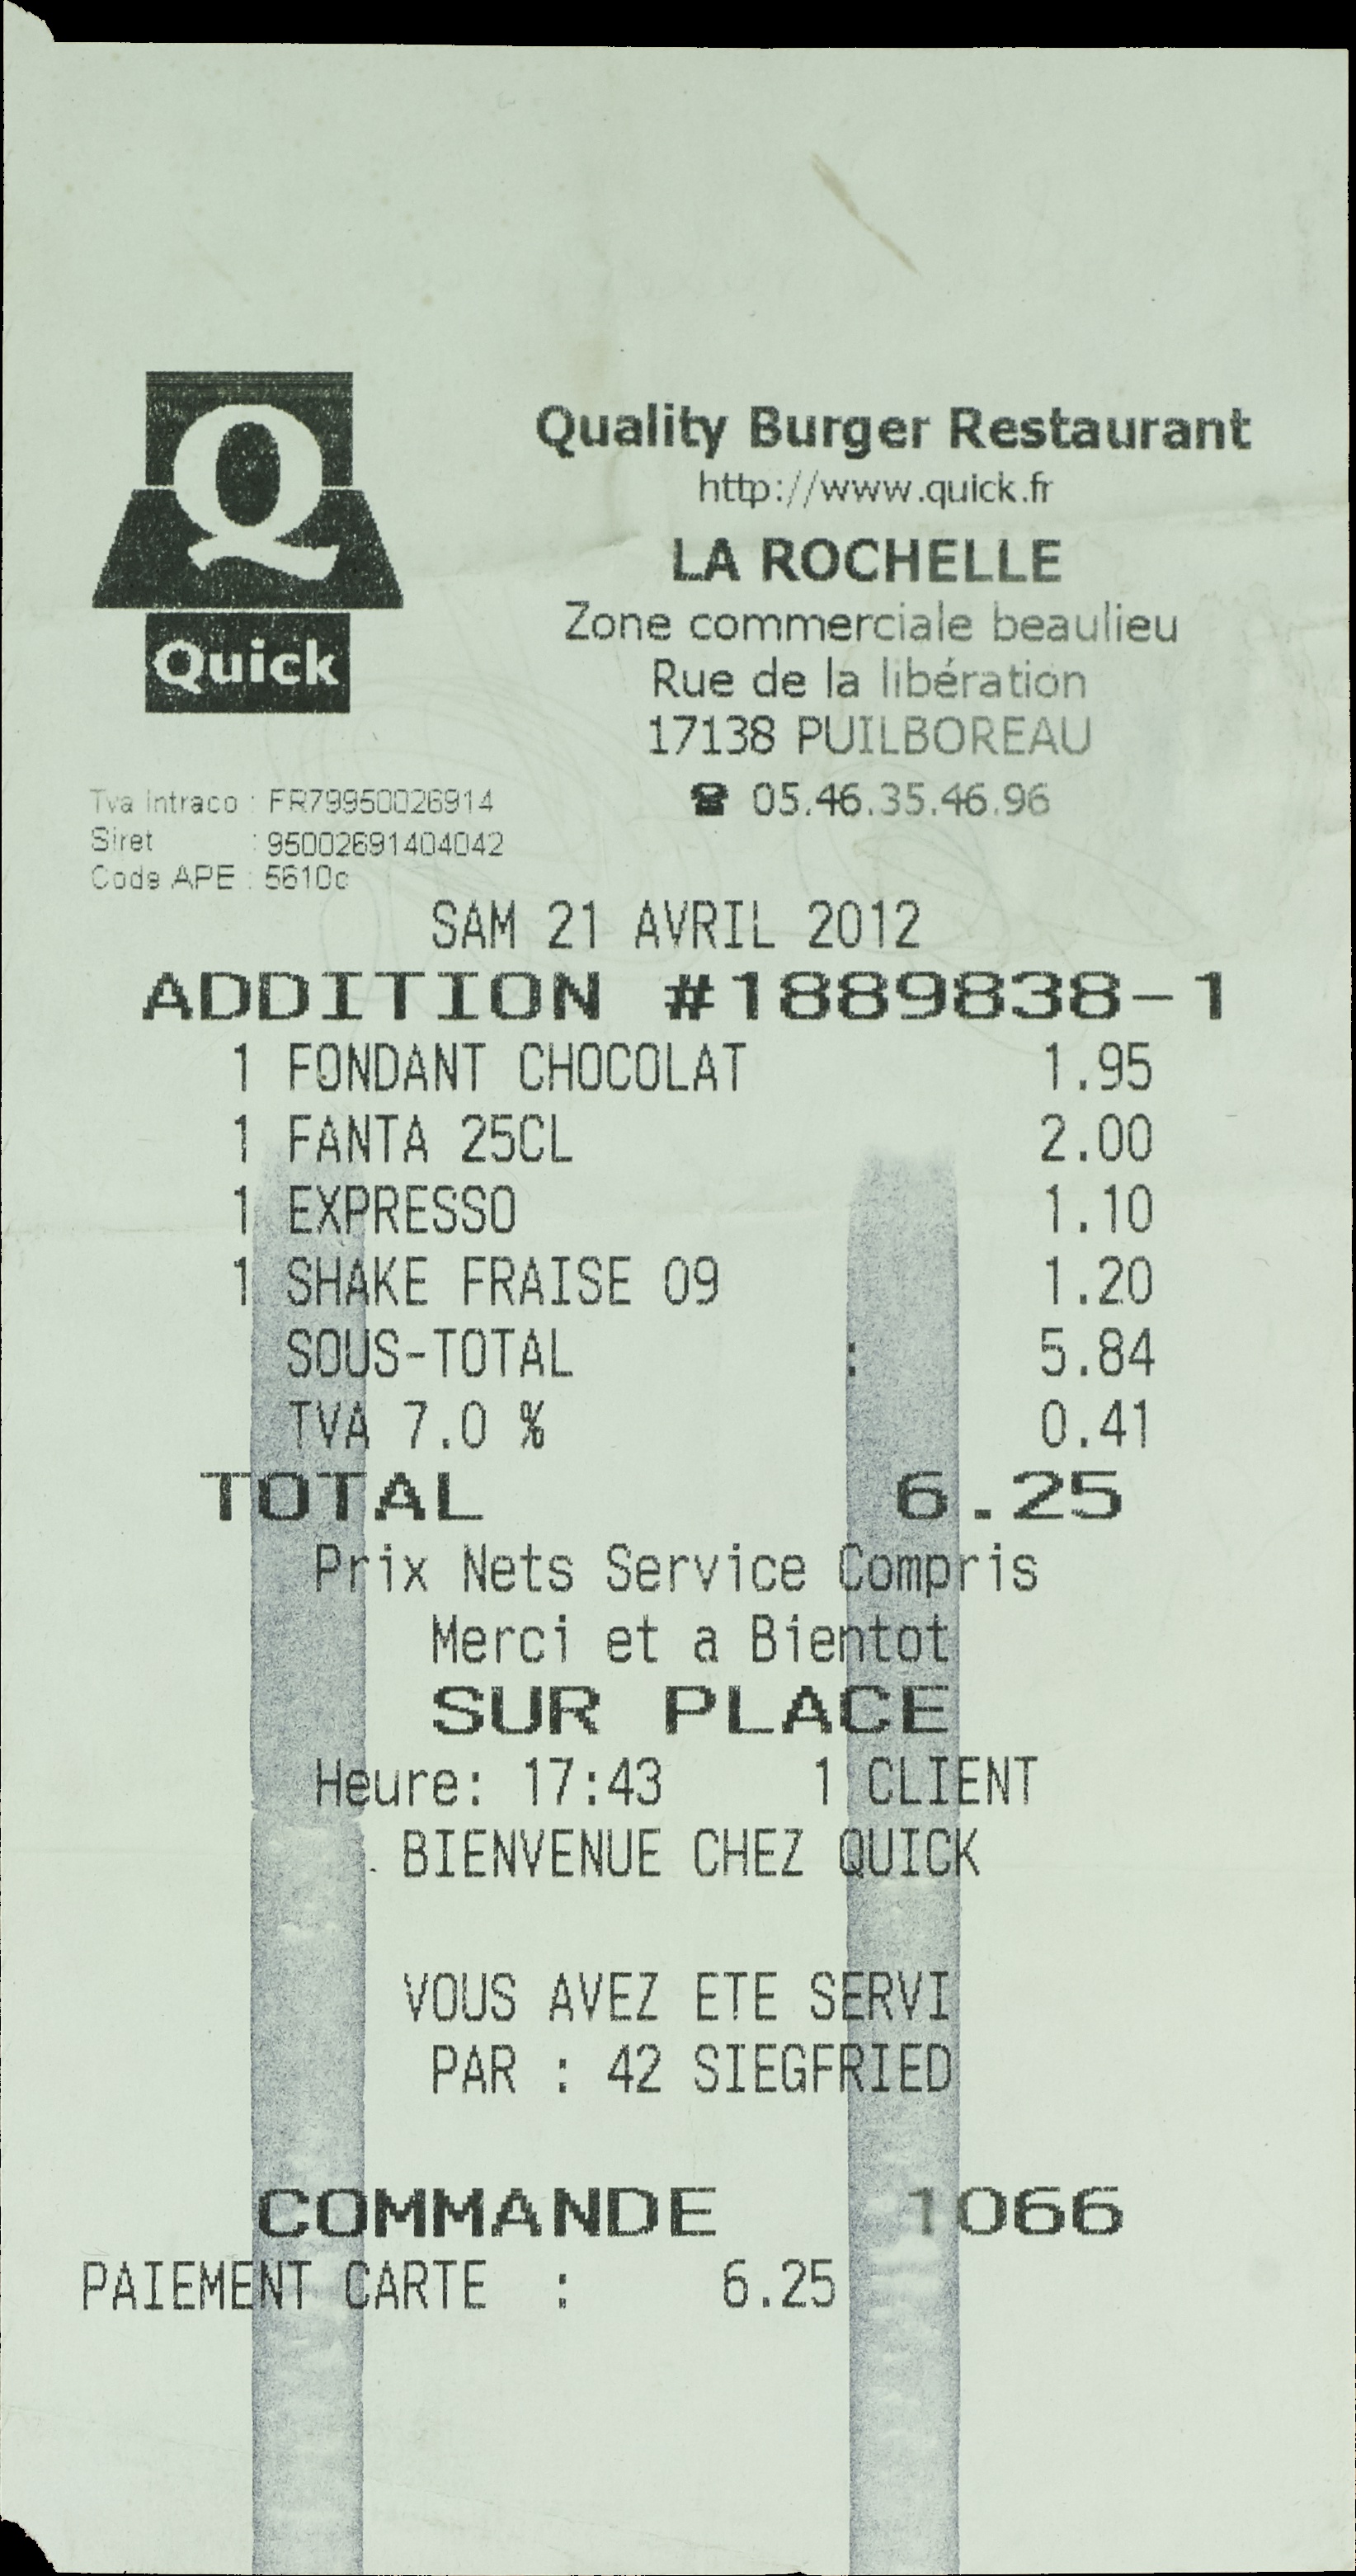 Q
Quick
Quality Burger Restaurant
http://www.quick.fr
LA ROCHELLE
Zone commerciale beaulieu
Rue de la libération
17138 PUILBOREAU
☎ 05.46.35.46.96
Tva intraco : FR79950026914
Siret : 95002691404042
Code APE : 5610c
SAM 21 AVRIL 2012
ADDITION #1889838-1
1 FONDANT CHOCOLAT 1.95
1 FANTA 25CL 2.00
1 EXPRESSO 1.10
1 SHAKE FRAISE 09 1.20
SOUS-TOTAL : 5.84
TVA 7.0 % 0.41
TOTAL 6.25
Prix Nets Service Compris
Merci et a Bientot
SUR PLACE
Heure: 17:43 1 CLIENT
BIENVENUE CHEZ QUICK
VOUS AVEZ ETE SERVI
PAR : 42 SIEGFRIED
COMMANDE 1066
PAIEMENT CARTE : 6.25